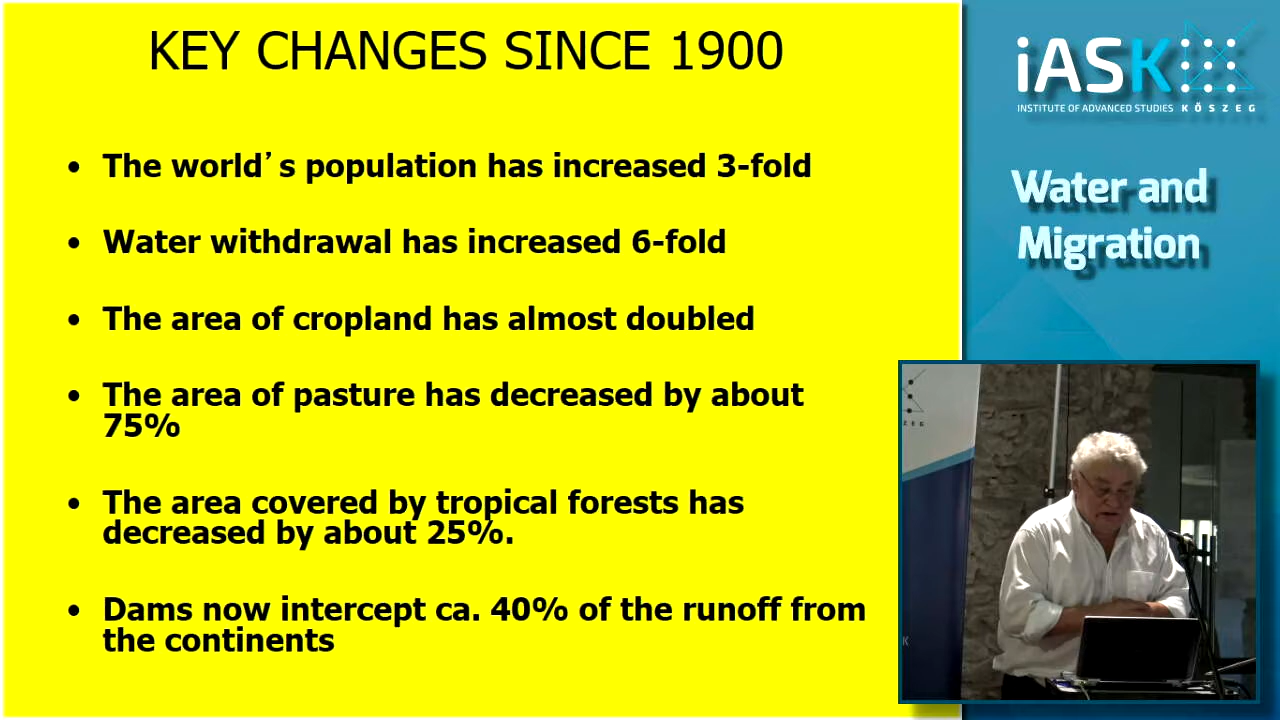 KEY CHANGES SINCE 1900
• The world’s population has increased 3-fold
• Water withdrawal has increased 6-fold
• The area of cropland has almost doubled
• The area of pasture has decreased by about
75%
• The area covered by tropical forests has
decreased by about 25%.
• Dams now intercept ca. 40% of the runoff from
the continents
iASK
INSTITUTE OF ADVANCED STUDIES KŐSZEG
Water and
Migration
ZEG
K